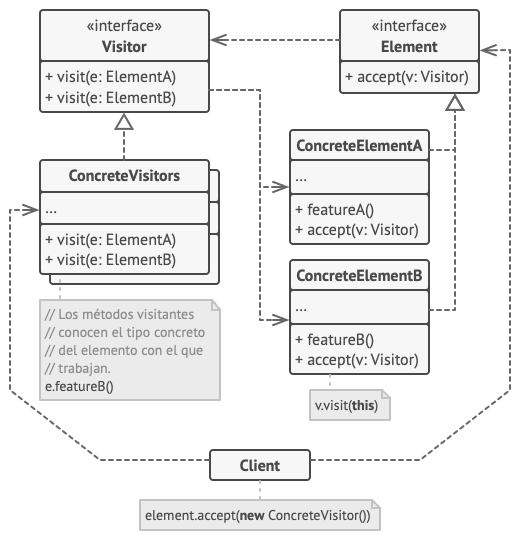 «interface»
Visitor
+ visit(e: ElementA)
+ visit(e: ElementB)
«interface»
Element
+ accept(v: Visitor)
ConcreteVisitors
...
+ visit(e: ElementA)
+ visit(e: ElementB)
ConcreteElementA
...
+ featureA()
+ accept(v: Visitor)
ConcreteElementB
...
+ featureB()
+ accept(v: Visitor)
// Los métodos visitantes
// conocen el tipo concreto
// del elemento con el que
// trabajan.
e.featureB()
v.visit(this)
Client
element.accept(new ConcreteVisitor())